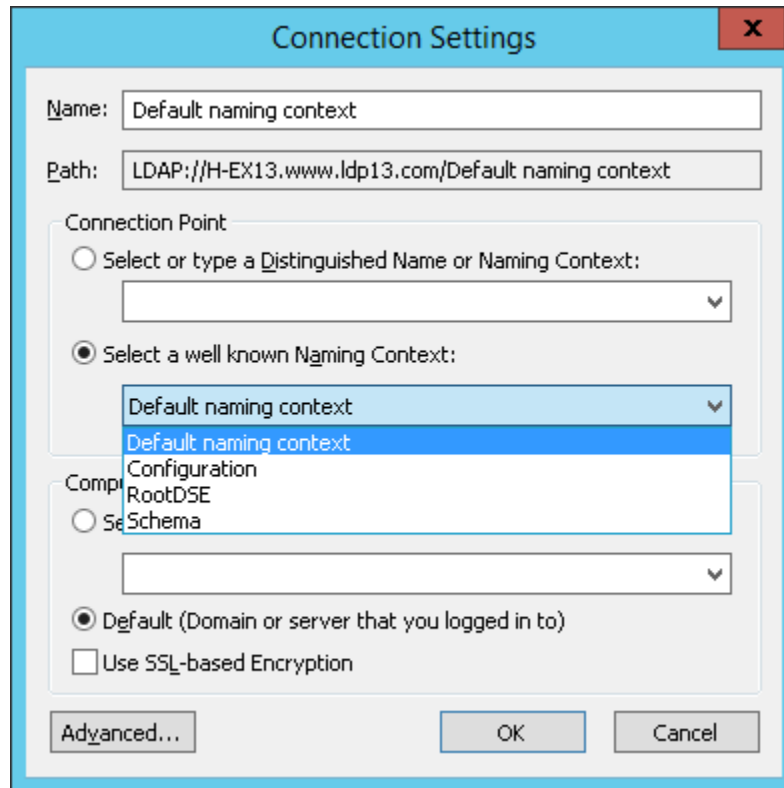 Connection Settings
x
Name: Default naming context
Path: LDAP://H-EX13.www.ldp13.com/Default naming context
Connection Point
Select or type a Distinguished Name or Naming Context:
Select a well known Naming Context:
Default naming context
Default naming context
Configuration
RootDSE
Schema
Default (Domain or server that you logged in to)
Use SSL-based Encryption
Advanced...
OK
Cancel